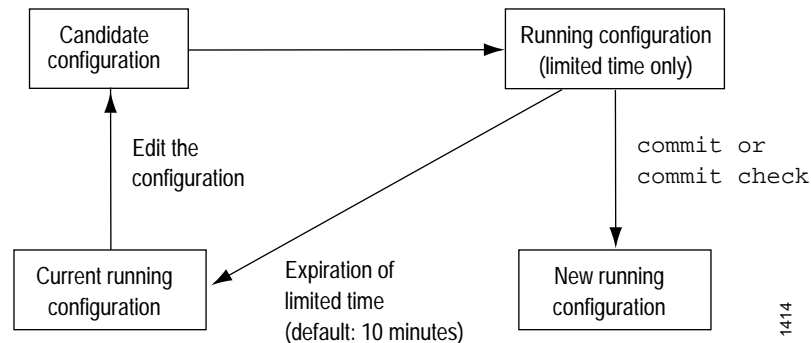 Candidate
configuration
Running configuration
(limited time only)
Edit the
configuration
commit or
commit check
Current running
configuration
Expiration of
limited time
(default: 10 minutes)
New running
configuration
1414